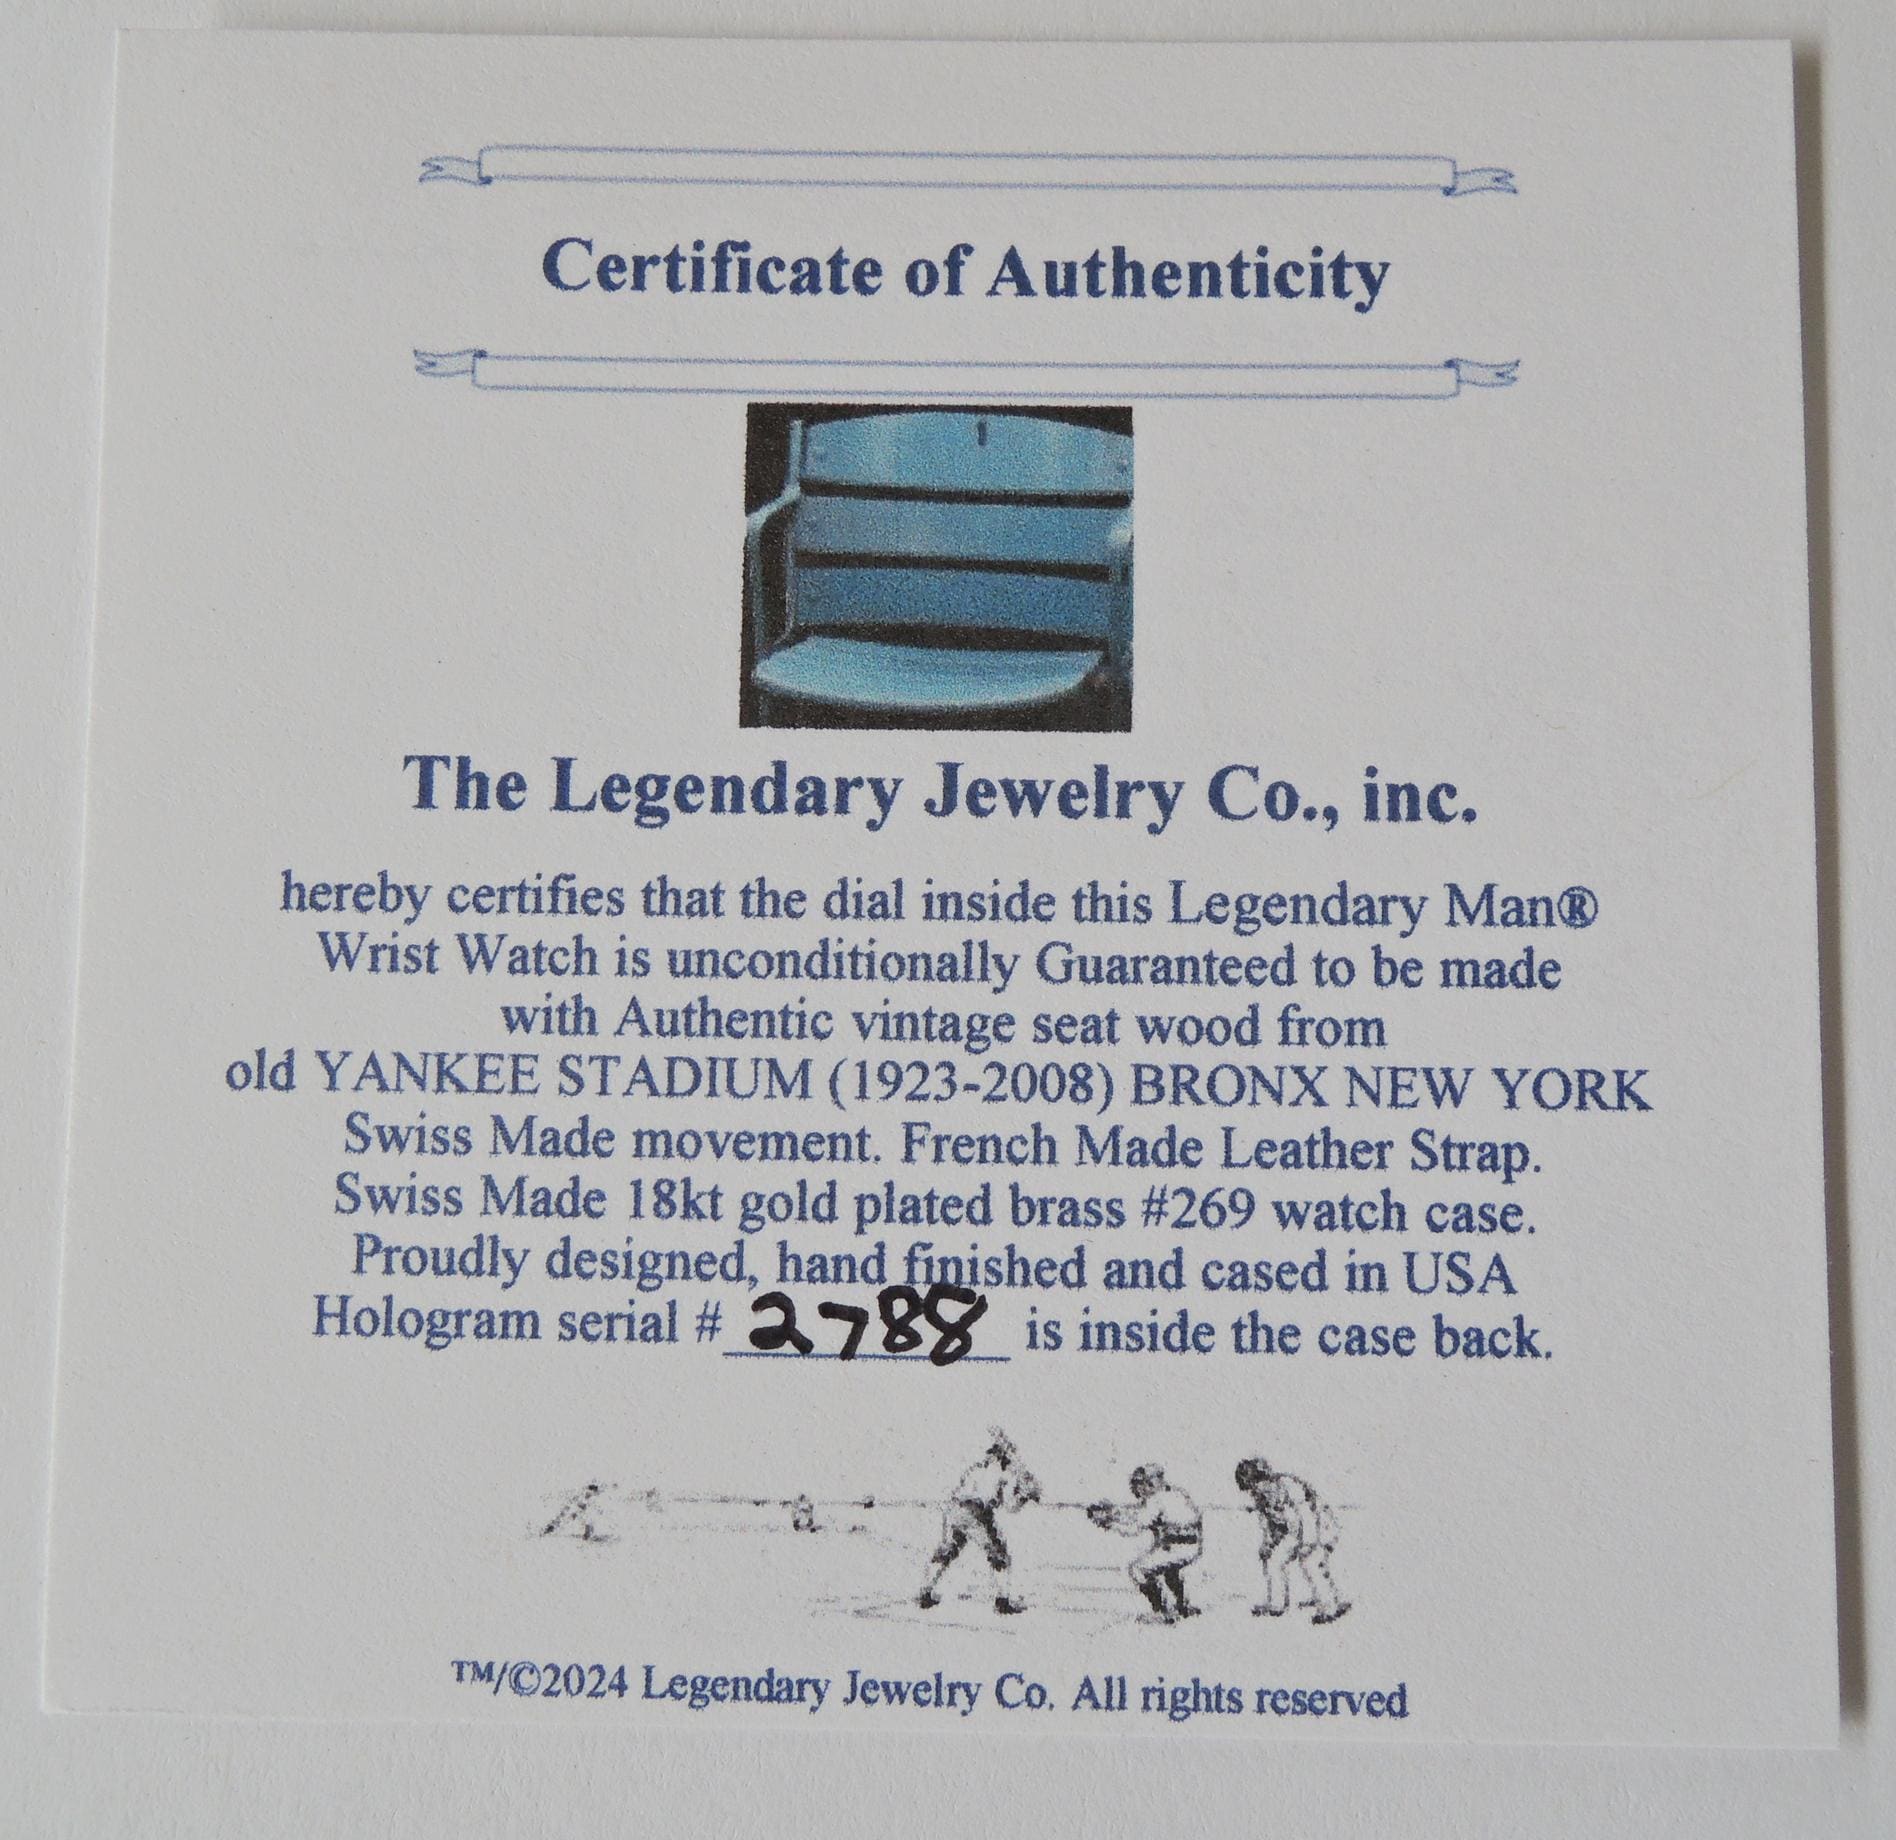 Certificate of Authenticity
The Legendary Jewelry Co., inc.
hereby certifies that the dial inside this Legendary Man®
Wrist Watch is unconditionally Guaranteed to be made
with Authentic vintage seat wood from
old YANKEE STADIUM (1923-2008) BRONX NEW YORK
Swiss Made movement. French Made Leather Strap.
Swiss Made 18kt gold plated brass #269 watch case.
Proudly designed, hand finished and cased in USA
Hologram serial # 2788 is inside the case back.
™/©2024 Legendary Jewelry Co. All rights reserved